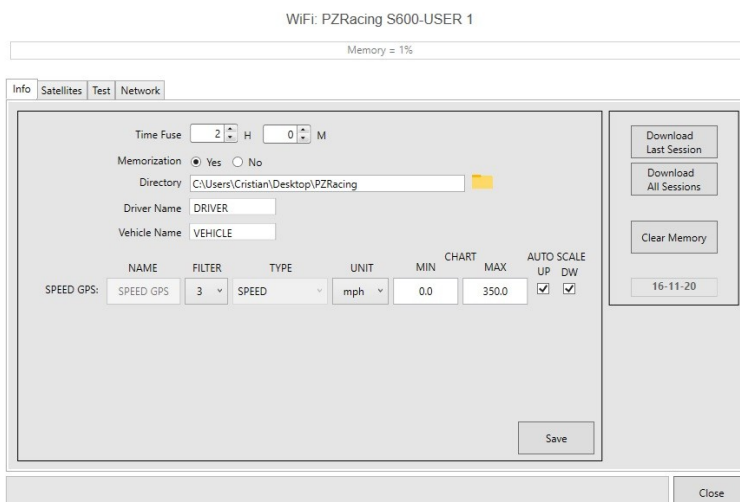 WiFi: PZRacing S600-USER 1
Memory = 1%
Info Satellites Test Network
Time Fuse 2 H 0 M
Memorization Yes No
Directory C:\Users\Cristian\Desktop\PZRacing
Driver Name DRIVER
Vehicle Name VEHICLE
CHART AUTO SCALE
NAME FILTER TYPE UNIT MIN MAX UP DW
SPEED GPS: SPEED GPS 3 SPEED mph 0.0 350.0
Save
Download
Last Session
Download
All Sessions
Clear Memory
16-11-20
Close